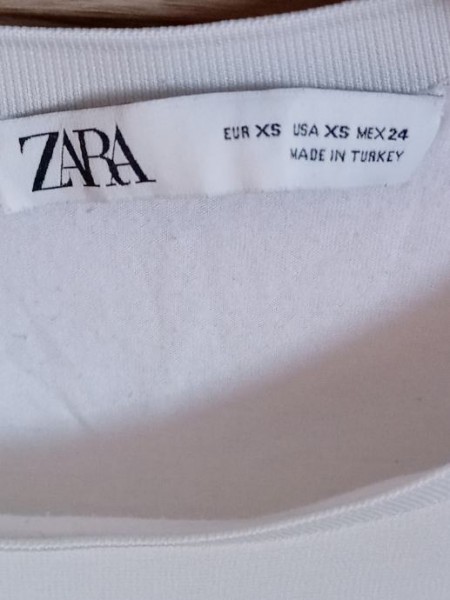 ZARA
EUR XS USA XS MEX 24
MADE IN TURKEY